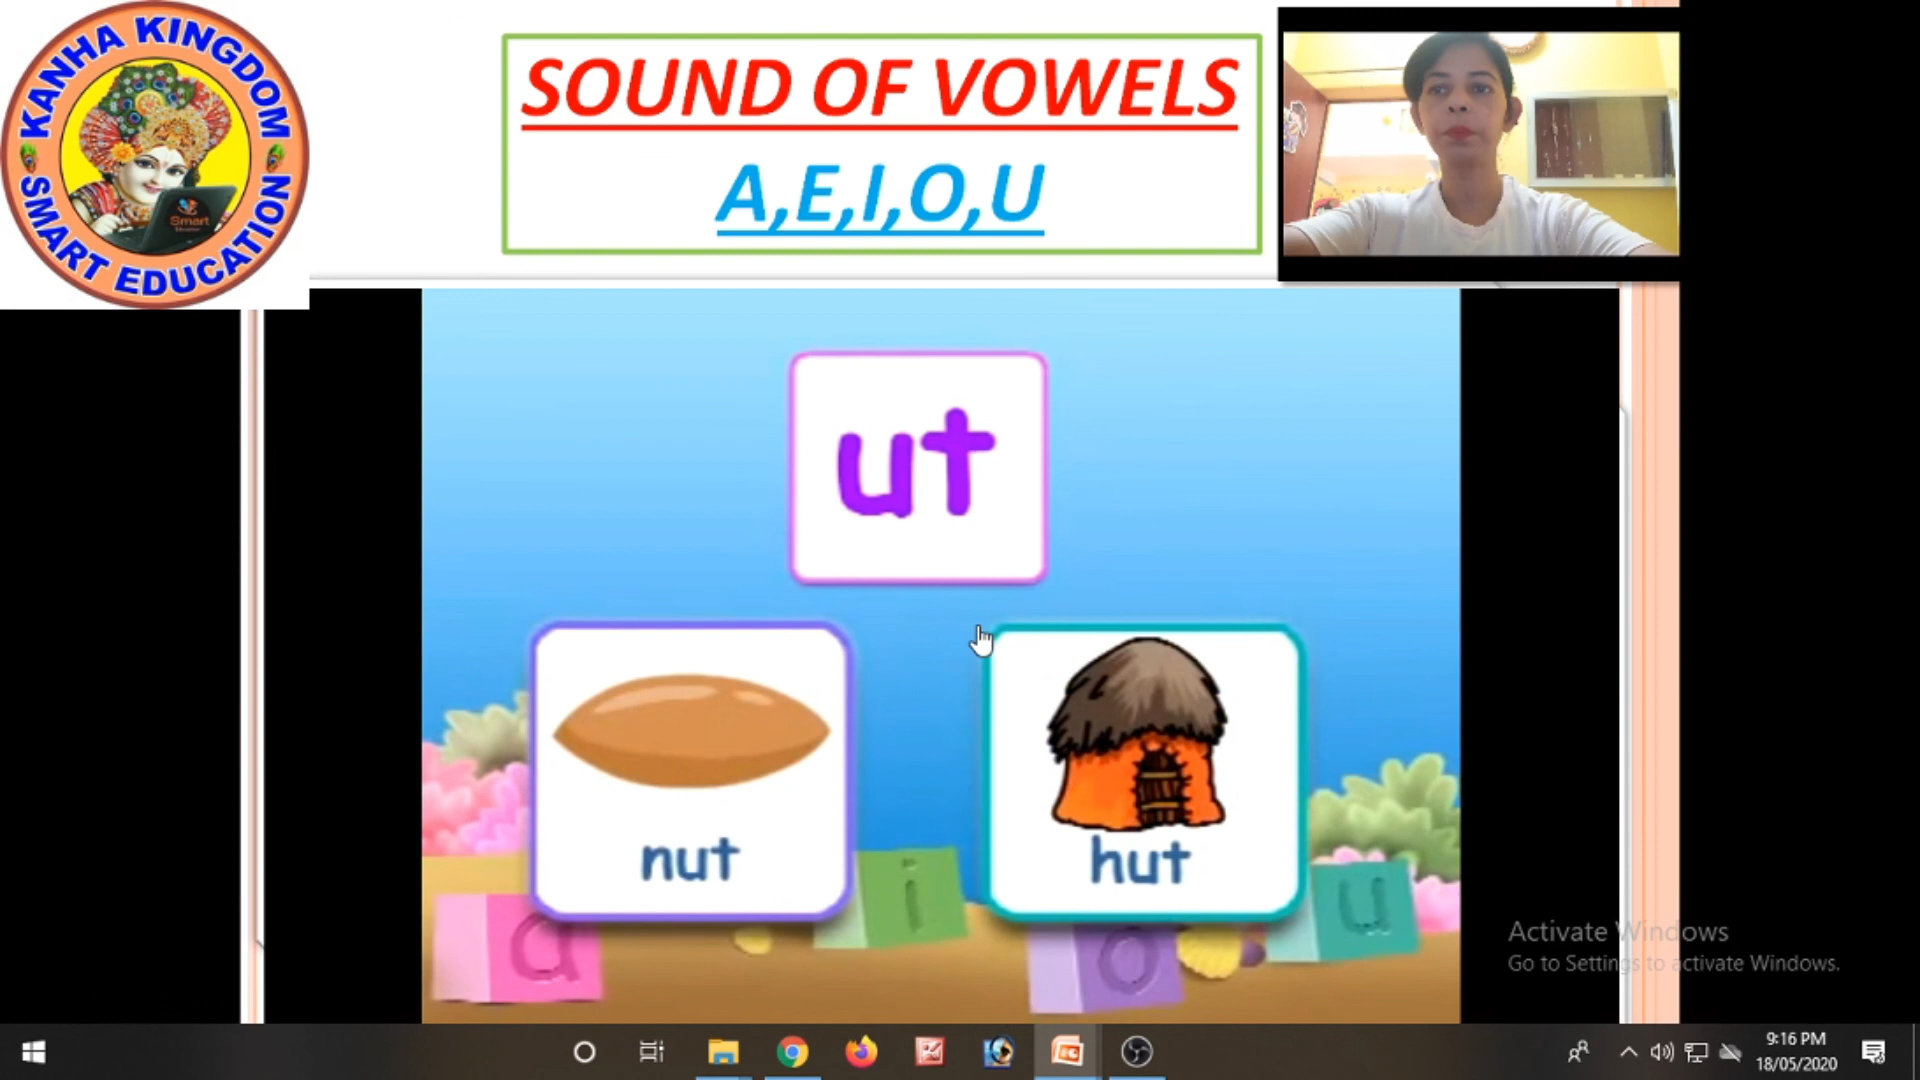 KANHA KINGDOM
SMART EDUCATION
Smart
SOUND OF VOWELS
A,E,I,O,U
ut
nut
hut
a
i
o
u
Activate Windows
Go to Settings to activate Windows.
9:16 PM
18/05/2020